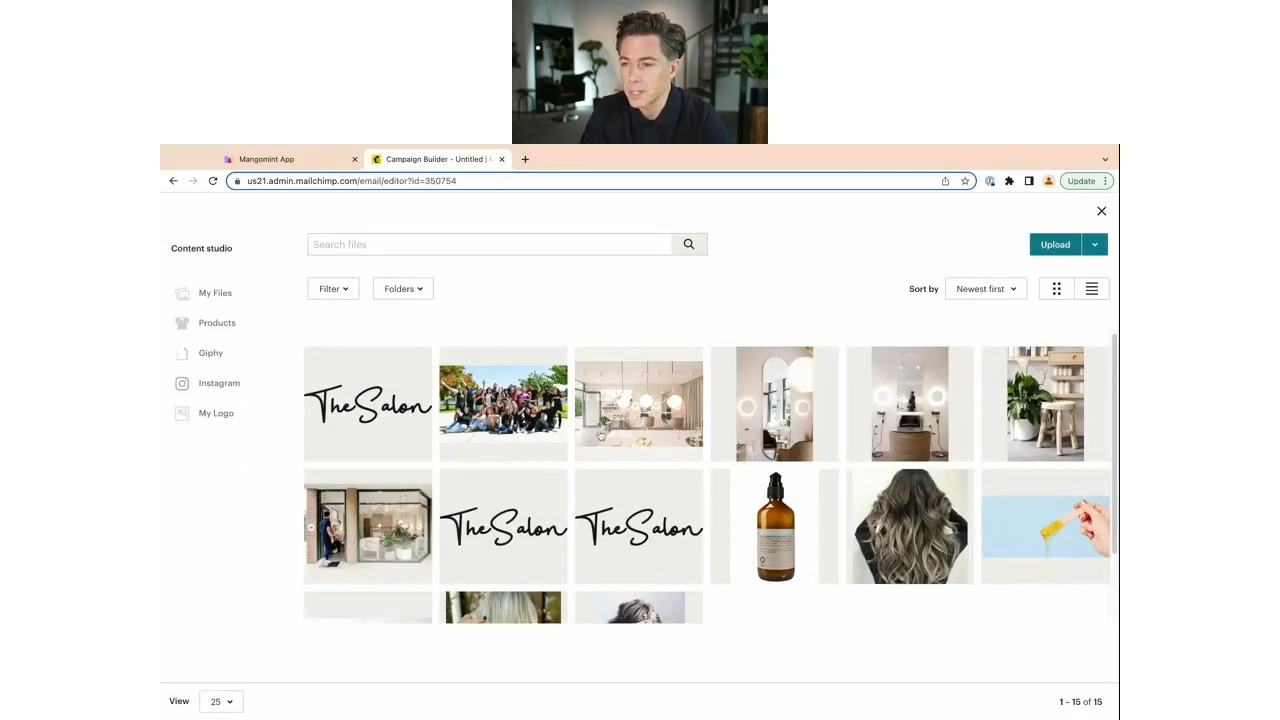 Mangomint App
Campaign Builder - Untitled |
us21.admin.mailchimp.com/email/editor?id=350754
Update
Content studio
Search files
Upload
My Files
Filter
Folders
Sort by
Newest first
Products
Giphy
Instagram
My Logo
TheSalon
TheSalon
TheSalon
View
25
1 – 15 of 15